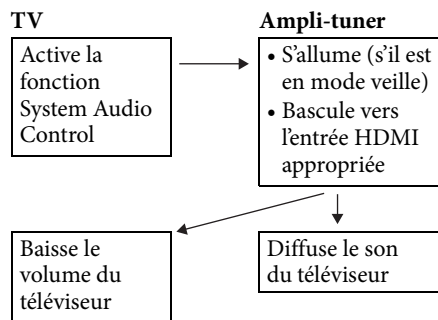 TV
Active la
fonction
System Audio
Control
Ampli-tuner
• S'allume (s'il est
en mode veille)
• Bascule vers
l'entrée HDMI
appropriée
Baisse le
volume du
téléviseur
Diffuse le son
du téléviseur